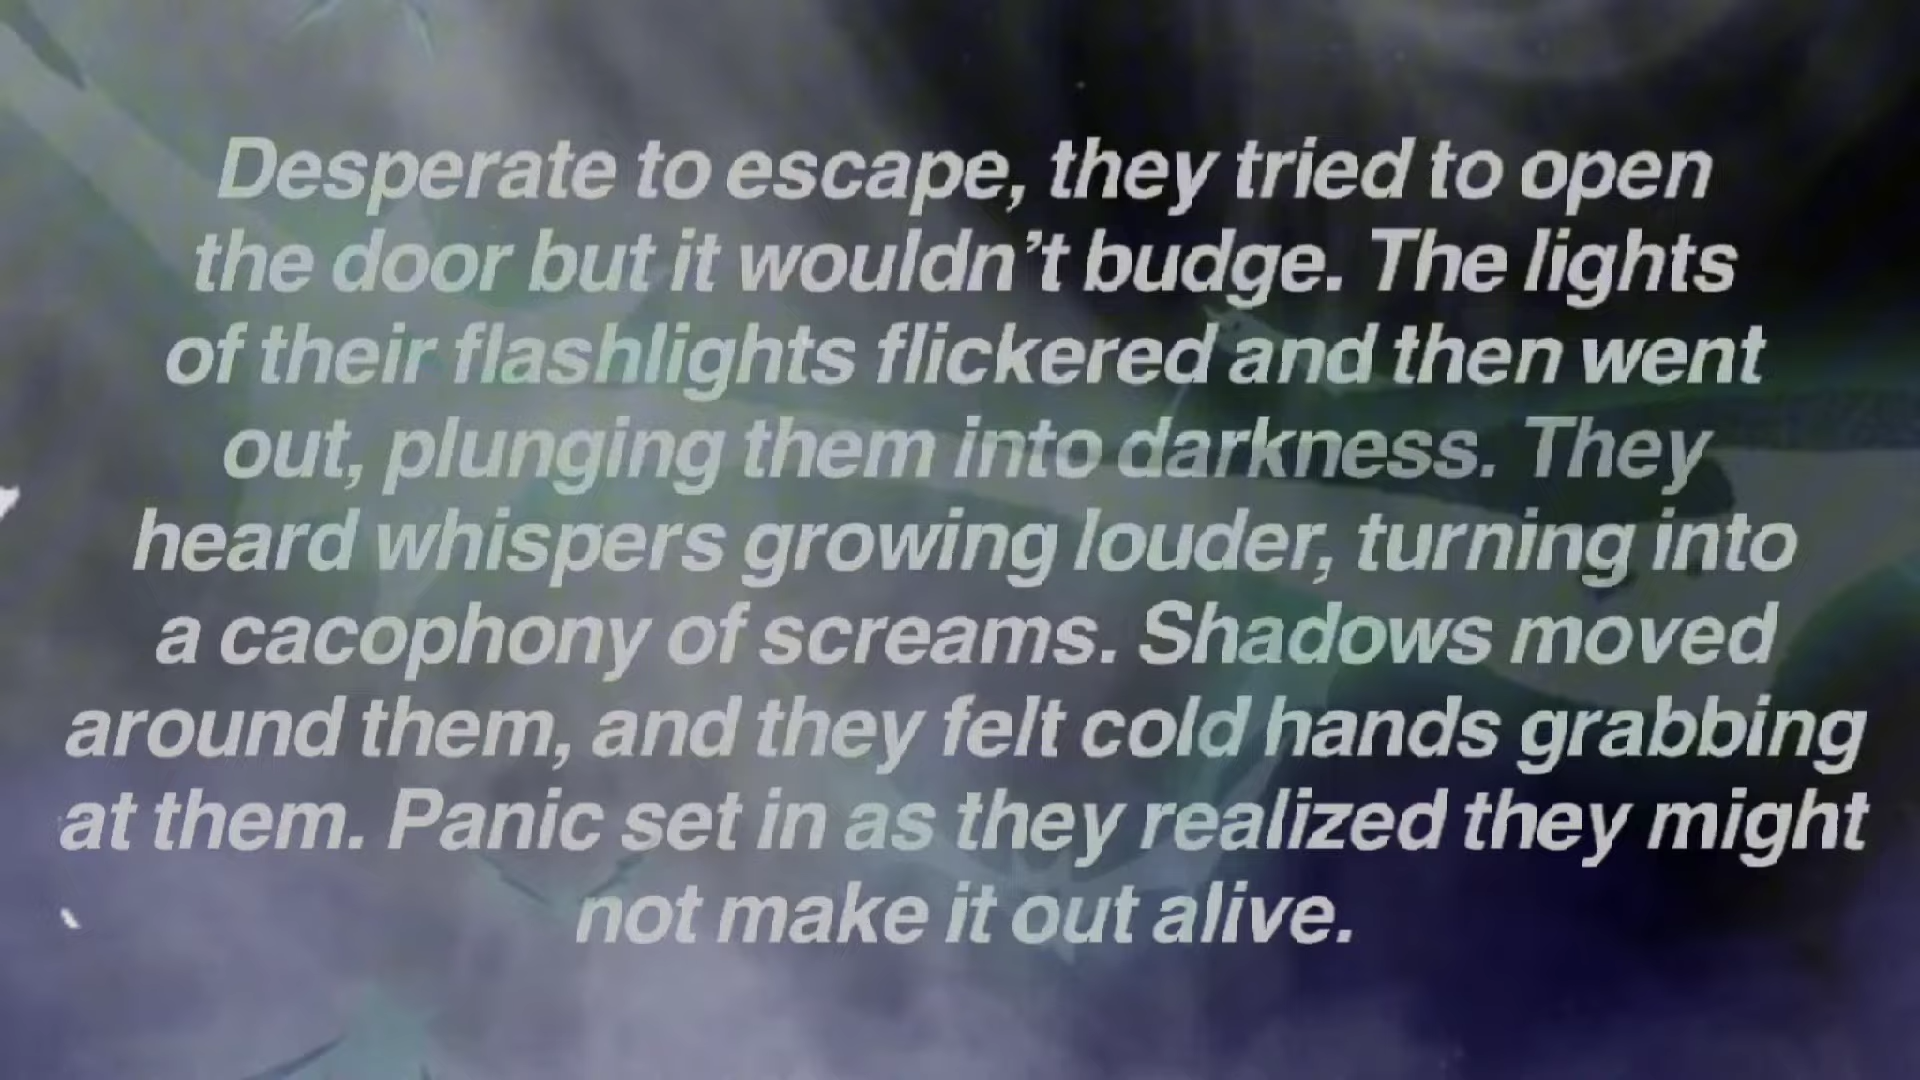 Desperate to escape, they tried to open
the door but it wouldn’t budge. The lights
of their flashlights flickered and then went
out, plunging them into darkness. They
heard whispers growing louder, turning into
a cacophony of screams. Shadows moved
around them, and they felt cold hands grabbing
at them. Panic set in as they realized they might
not make it out alive.